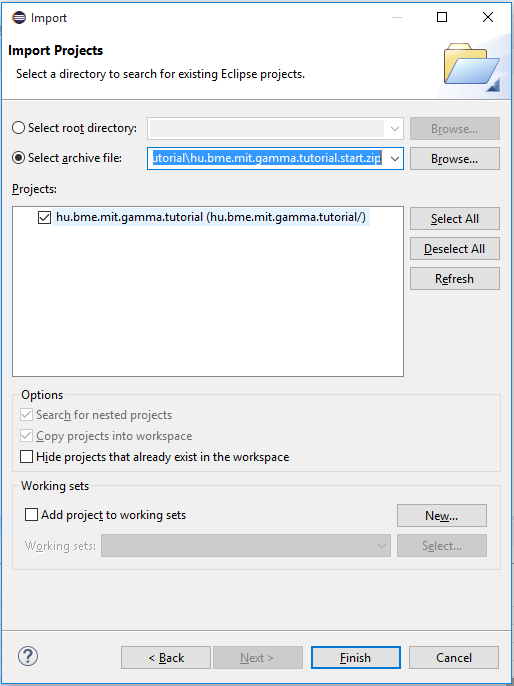 Import
Import Projects
Select a directory to search for existing Eclipse projects.
Select root directory:
Browse...
Select archive file:
utorial\hu.bme.mit.gamma.tutorial.start.zip
Browse...
Projects:
hu.bme.mit.gamma.tutorial (hu.bme.mit.gamma.tutorial/)
Select All
Deselect All
Refresh
Options
Search for nested projects
Copy projects into workspace
Hide projects that already exist in the workspace
Working sets
Add project to working sets
New...
Working sets:
Select...
?
< Back
Next >
Finish
Cancel